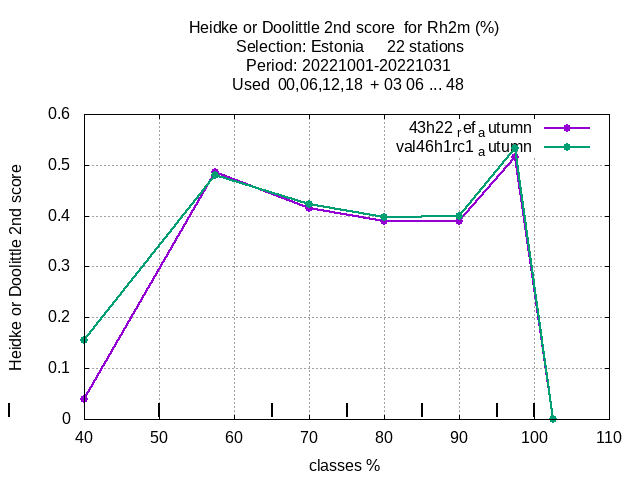 Heidke or Doolittle 2nd score  for Rh2m (%)
Selection: Estonia     22 stations
Period: 20221001-20221031
Used  00,06,12,18  + 03 06 ... 48
43h22 refa utumn
val46h1rc1 a utumn
Heidke or Doolittle 2nd score
0.6
0.5
0.4
0.3
0.2
0.1
0
40 50 60 70 80 90 100 110
classes %